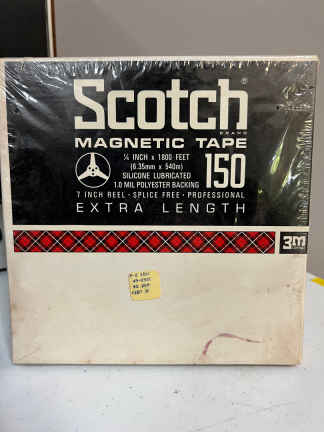 Scotch®
BRAND
MAGNETIC TAPE
¼ INCH x 1800 FEET
(6.35mm x 540m)
SILICONE LUBRICATED
1.0 MIL POLYESTER BACKING
150
7 INCH REEL · SPLICE FREE · PROFESSIONAL
EXTRA LENGTH
3M